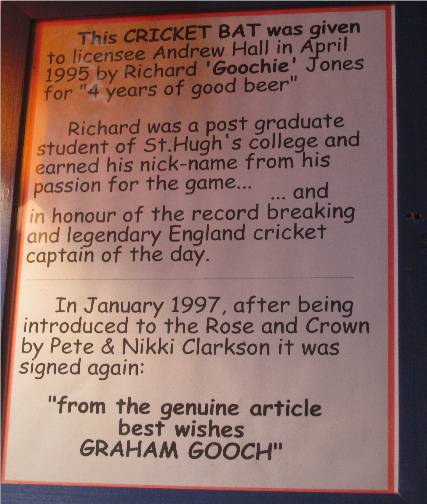 This CRICKET BAT was given
to licensee Andrew Hall in April
1995 by Richard 'Goochie' Jones
for "4 years of good beer"
Richard was a post graduate
student of St.Hugh's college and
earned his nick-name from his
passion for the game...
... and
in honour of the record breaking
and legendary England cricket
captain of the day.
In January 1997, after being
introduced to the Rose and Crown
by Pete & Nikki Clarkson it was
signed again:
"from the genuine article
best wishes
GRAHAM GOOCH"